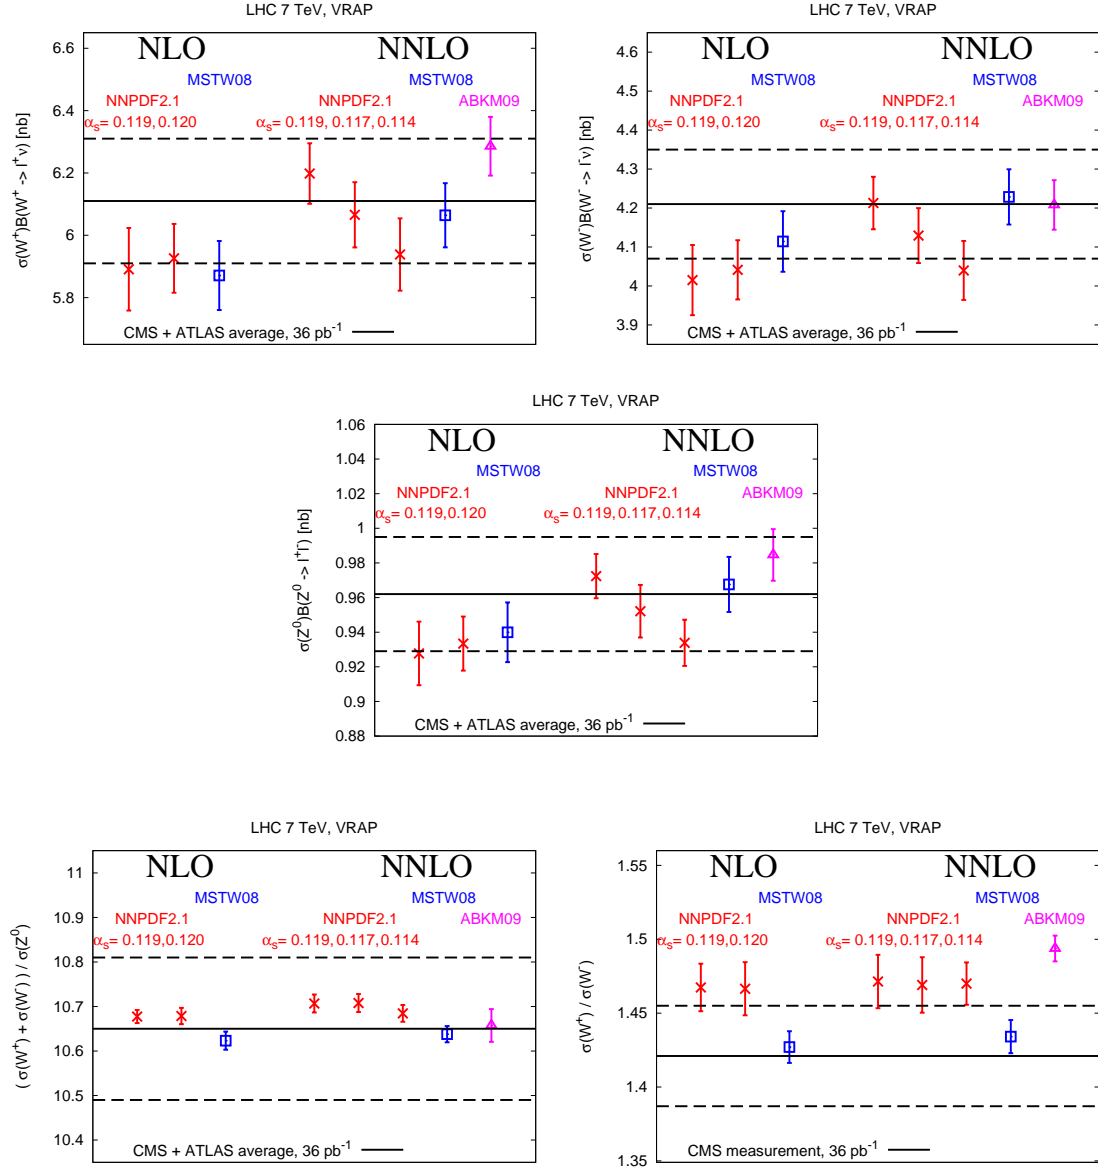 LHC 7 TeV, VRAP
σ(W⁺)B(W⁺ -> l⁺ν) [nb]
6.6
6.4
6.2
6
5.8
NLO NNLO
MSTW08 MSTW08
NNPDF2.1 NNPDF2.1 ABKM09
αₛ= 0.119, 0.120 αₛ= 0.119, 0.117, 0.114
CMS + ATLAS average, 36 pb⁻¹
LHC 7 TeV, VRAP
σ(W⁻)B(W⁻ -> l⁻ν) [nb]
4.6
4.5
4.4
4.3
4.2
4.1
4
3.9
NLO NNLO
MSTW08 MSTW08
NNPDF2.1 NNPDF2.1 ABKM09
αₛ= 0.119, 0.120 αₛ= 0.119, 0.117, 0.114
CMS + ATLAS average, 36 pb⁻¹
LHC 7 TeV, VRAP
σ(Z⁰)B(Z⁰ -> l⁺l⁻) [nb]
1.06
1.04
1.02
1
0.98
0.96
0.94
0.92
0.9
0.88
NLO NNLO
MSTW08 MSTW08
NNPDF2.1 NNPDF2.1 ABKM09
αₛ= 0.119, 0.120 αₛ= 0.119, 0.117, 0.114
CMS + ATLAS average, 36 pb⁻¹
LHC 7 TeV, VRAP
( σ(W⁺) + σ(W⁻) ) / σ(Z⁰)
11
10.9
10.8
10.7
10.6
10.5
10.4
NLO NNLO
MSTW08 MSTW08
NNPDF2.1 NNPDF2.1 ABKM09
αₛ= 0.119, 0.120 αₛ= 0.119, 0.117, 0.114
CMS + ATLAS average, 36 pb⁻¹
LHC 7 TeV, VRAP
σ(W⁺) / σ(W⁻)
1.55
1.5
1.45
1.4
1.35
NLO NNLO
MSTW08 MSTW08
NNPDF2.1 NNPDF2.1 ABKM09
αₛ= 0.119, 0.120 αₛ= 0.119, 0.117, 0.114
CMS measurement, 36 pb⁻¹